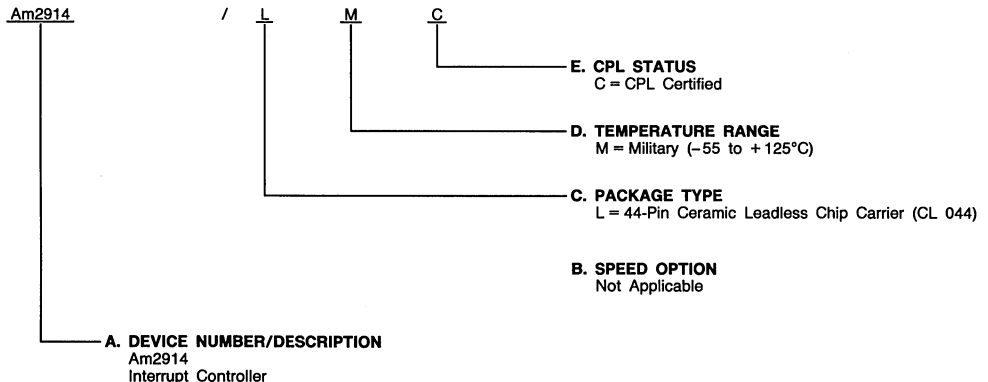 Am2914 / L M C
E. CPL STATUS
C = CPL Certified
D. TEMPERATURE RANGE
M = Military (−55 to +125°C)
C. PACKAGE TYPE
L = 44-Pin Ceramic Leadless Chip Carrier (CL 044)
B. SPEED OPTION
Not Applicable
A. DEVICE NUMBER/DESCRIPTION
Am2914
Interrupt Controller